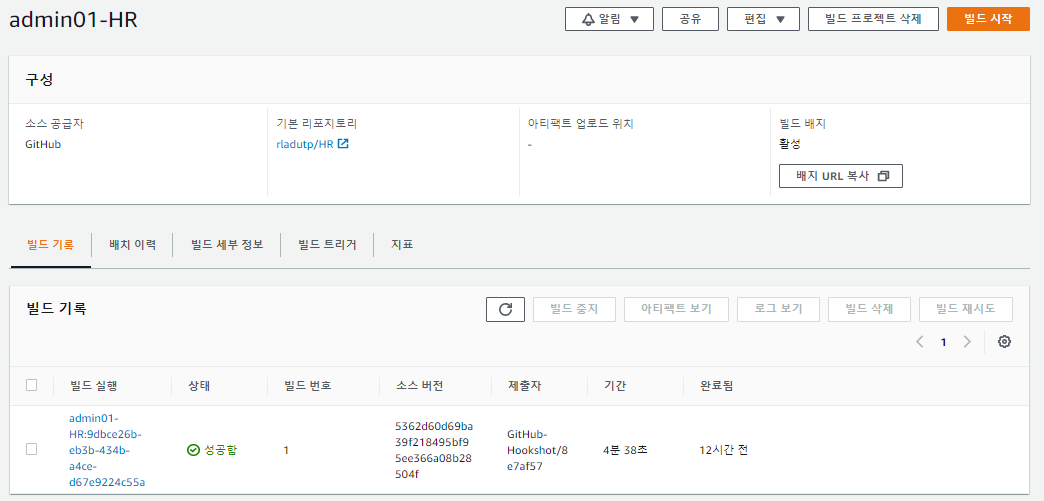 admin01-HR
알림 ▼ 공유 편집 ▼ 빌드 프로젝트 삭제 빌드 시작
구성
소스 공급자 기본 리포지토리 아티팩트 업로드 위치 빌드 배지
GitHub rladutp/HR - 활성
배지 URL 복사
빌드 기록 배치 이력 빌드 세부 정보 빌드 트리거 지표
빌드 기록 빌드 중지 아티팩트 보기 로그 보기 빌드 삭제 빌드 재시도
1
빌드 실행 상태 빌드 번호 소스 버전 제출자 기간 완료됨
admin01-
HR:9dbce26b-
eb3b-434b-
a4ce-
d67e9224c55a
성공함
1
5362d60d69ba
39f218495bf9
5ee366a08b28
504f
GitHub-
Hookshot/8
e7af57
4분 38초
12시간 전